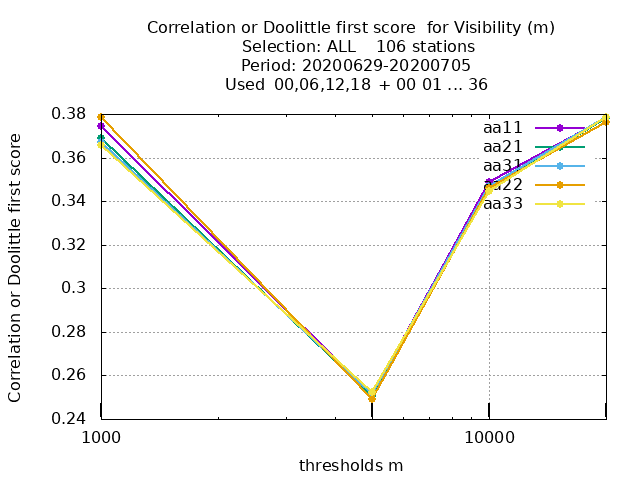 Correlation or Doolittle first score for Visibility (m)
Selection: ALL 106 stations
Period: 20200629-20200705
Used 00,06,12,18 + 00 01 ... 36
Correlation or Doolittle first score
0.38
0.36
0.34
0.32
0.3
0.28
0.26
0.24
aa11
aa21
aa31
aa22
aa33
1000
10000
thresholds m